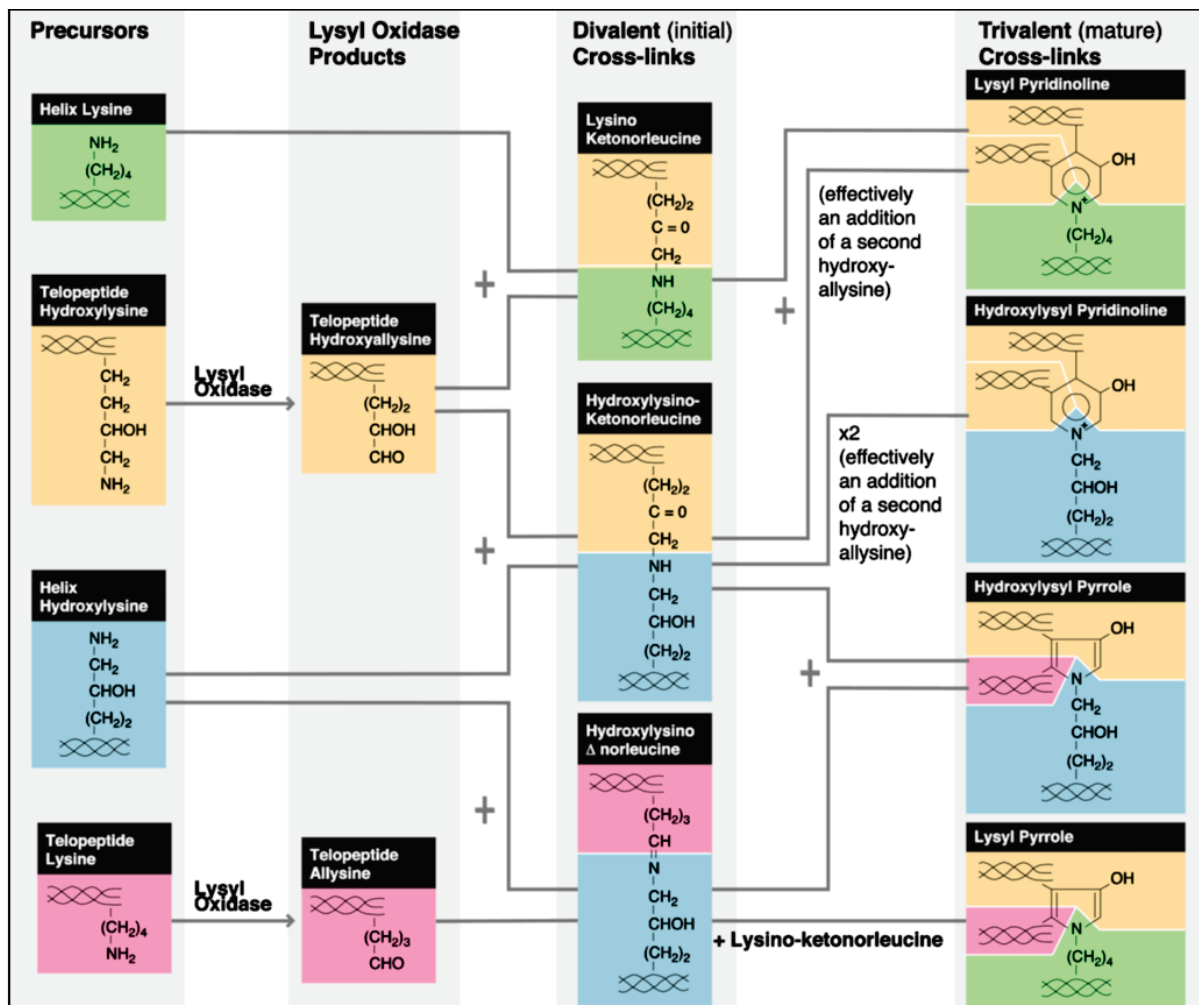 Precursors
Lysyl Oxidase
Products
Divalent (initial)
Cross-links
Trivalent (mature)
Cross-links
Helix Lysine
NH2
(CH2)4
Telopeptide
Hydroxylysine
CH2
CH2
CHOH
CH2
NH2
Helix
Hydroxylysine
NH2
CH2
CHOH
(CH2)2
Telopeptide
Lysine
(CH2)4
NH2
Lysyl
Oxidase
Lysyl
Oxidase
Telopeptide
Hydroxyallysine
(CH2)2
CHOH
CHO
Telopeptide
Allysine
(CH2)3
CHO
+
+
+
Lysino
Ketonorleucine
(CH2)2
C = 0
CH2
NH
(CH2)4
Hydroxylysino-
Ketonorleucine
(CH2)2
C = 0
CH2
NH
CH2
CHOH
(CH2)2
Hydroxylysino
Δ norleucine
(CH2)3
CH
N
CH2
CHOH
(CH2)2
+
(effectively
an addition
of a second
hydroxy-
allysine)
x2
(effectively
an addition
of a second
hydroxy-
allysine)
+
+ Lysino-ketonorleucine
Lysyl Pyridinoline
OH
N+
(CH2)4
Hydroxylysyl Pyridinoline
OH
N+
CH2
CHOH
(CH2)2
Hydroxylysyl Pyrrole
OH
N
CH2
CHOH
(CH2)2
Lysyl Pyrrole
OH
N
(CH2)4